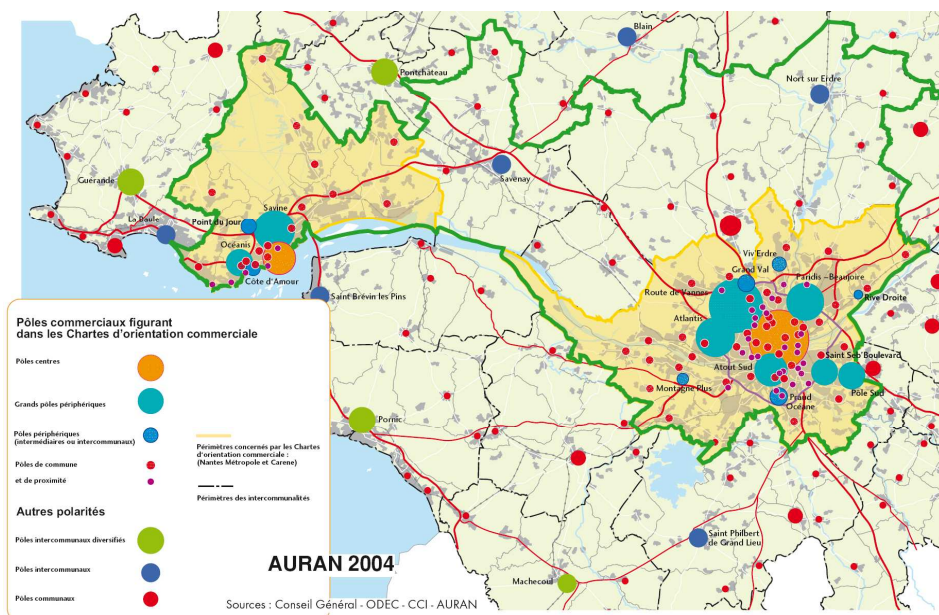 Blain
Pontchâteau
Nort sur Erdre
Savenay
Guérande
Savine
La Baule
Point du Jour
Océanis
Côte d'Amour
Saint Brévin les Pins
Viv'Erdre
Grand Val
Paridis -Beaujoire
Route de Vannes
Rive Droite
Atlantis
Saint Seb'Boulevard
Atout Sud
Montagne Plus
Pôle Sud
Océane
Pornic
Saint Philbert
de Grand Lieu
Machecoul
Pôles commerciaux figurant
dans les Chartes d'orientation commerciale
Pôles centres
Grands pôles périphériques
Pôles périphériques
(intermédiaires ou intercommunaux)
Pôles de commune
et de proximité
Périmètres concernés par les Chartes
d'orientation commerciale :
(Nantes Métropole et Carene)
Périmètres des intercommunalités
Autres polarités
Pôles intercommunaux diversifiés
Pôles intercommunaux
Pôles communaux
AURAN 2004
Sources : Conseil Général - ODEC - CCI - AURAN